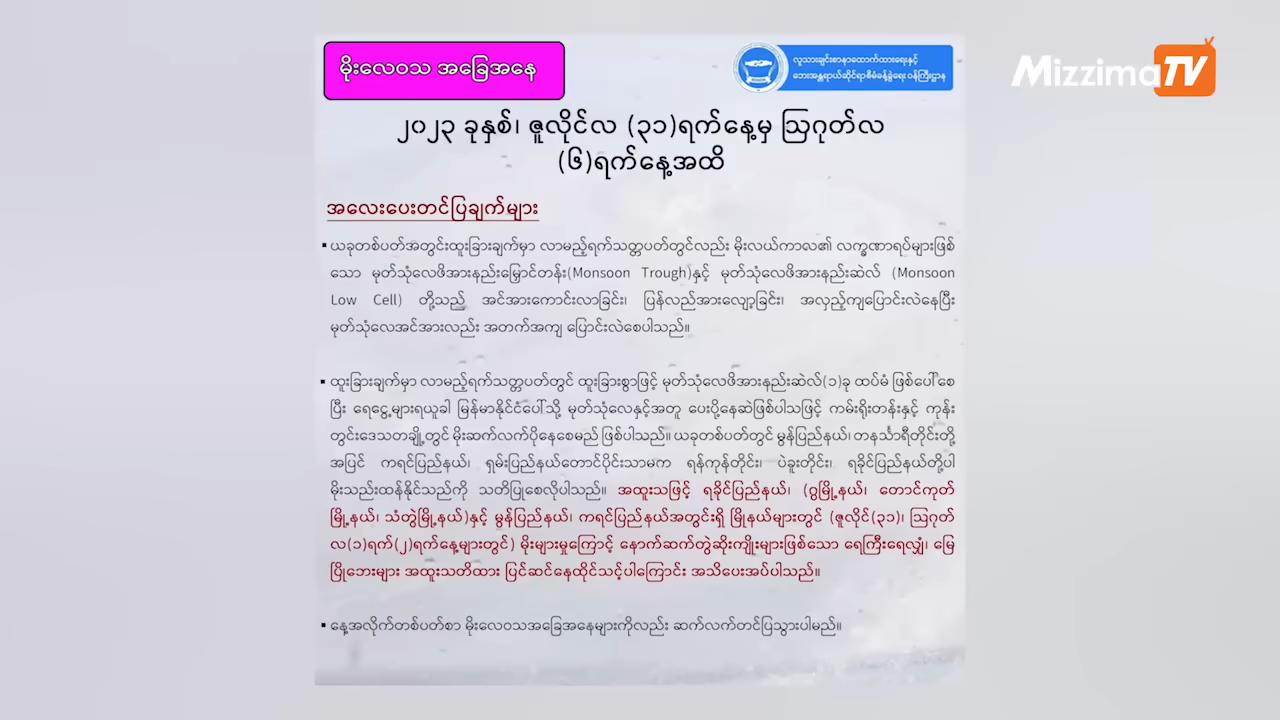 မိုးလေဝသ အခြေအနေ
လူသားချင်းစာနာထောက်ထားရေးနှင့်
ဘေးအန္တရာယ်ဆိုင်ရာစီမံခန့်ခွဲရေး ဝန်ကြီးဌာန
Mizzima TV
၂၀၂၃ ခုနှစ်၊ ဇူလိုင်လ (၃၁)ရက်နေ့မှ ဩဂုတ်လ
(၆)ရက်နေ့အထိ
အလေးပေးတင်ပြချက်များ
▪ ယခုတစ်ပတ်အတွင်းထူးခြားချက်မှာ လာမည့်ရက်သတ္တပတ်တွင်လည်း မိုးလယ်ကာလ၏ လက္ခဏာရပ်များဖြစ်
သော မုတ်သုံလေဖိအားနည်းမြှောင်တန်း(Monsoon Trough)နှင့် မုတ်သုံလေဖိအားနည်းဆဲလ် (Monsoon
Low Cell) တို့သည် အင်အားကောင်းလာခြင်း၊ ပြန်လည်အားလျော့ခြင်း၊ အလှည့်ကျပြောင်းလဲနေပြီး
မုတ်သုံလေအင်အားလည်း အတက်အကျ ပြောင်းလဲစေပါသည်။
▪ ထူးခြားချက်မှာ လာမည့်ရက်သတ္တပတ်တွင် ထူးခြားစွာဖြင့် မုတ်သုံလေဖိအားနည်းဆဲလ်(၁)ခု ထပ်မံ ဖြစ်ပေါ်စေ
ပြီး ရေငွေ့များရယူခါ မြန်မာနိုင်ငံပေါ်သို့ မုတ်သုံလေနှင့်အတူ ပေးပို့နေဆဲဖြစ်ပါသဖြင့် ကမ်းရိုးတန်းနှင့် ကုန်း
တွင်းဒေသတချို့တွင် မိုးဆက်လက်ပိုနေစေမည် ဖြစ်ပါသည်။ ယခုတစ်ပတ်တွင် မွန်ပြည်နယ်၊ တနင်္သာရီတိုင်းတို့
အပြင် ကရင်ပြည်နယ်၊ ရှမ်းပြည်နယ်တောင်ပိုင်းသာမက ရန်ကုန်တိုင်း၊ ပဲခူးတိုင်း၊ ရခိုင်ပြည်နယ်တို့ပါ
မိုးသည်းထန်နိုင်သည်ကို သတိပြုစေလိုပါသည်။ အထူးသဖြင့် ရခိုင်ပြည်နယ်၊ (ဂွမြို့နယ်၊ တောင်ကုတ်
မြို့နယ်၊ သံတွဲမြို့နယ်)နှင့် မွန်ပြည်နယ်၊ ကရင်ပြည်နယ်အတွင်းရှိ မြို့နယ်များတွင် (ဇူလိုင်(၃၁)၊ ဩဂုတ်
လ(၁)ရက်(၂)ရက်နေ့များတွင်) မိုးများမှုကြောင့် နောက်ဆက်တွဲဆိုးကျိုးများဖြစ်သော ရေကြီးရေလျှံ၊ မြေ
ပြိုဘေးများ အထူးသတိထား ပြင်ဆင်နေထိုင်သင့်ပါကြောင်း အသိပေးအပ်ပါသည်။
▪ နေ့အလိုက်တစ်ပတ်စာ မိုးလေဝသအခြေအနေများကိုလည်း ဆက်လက်တင်ပြသွားပါမည်။